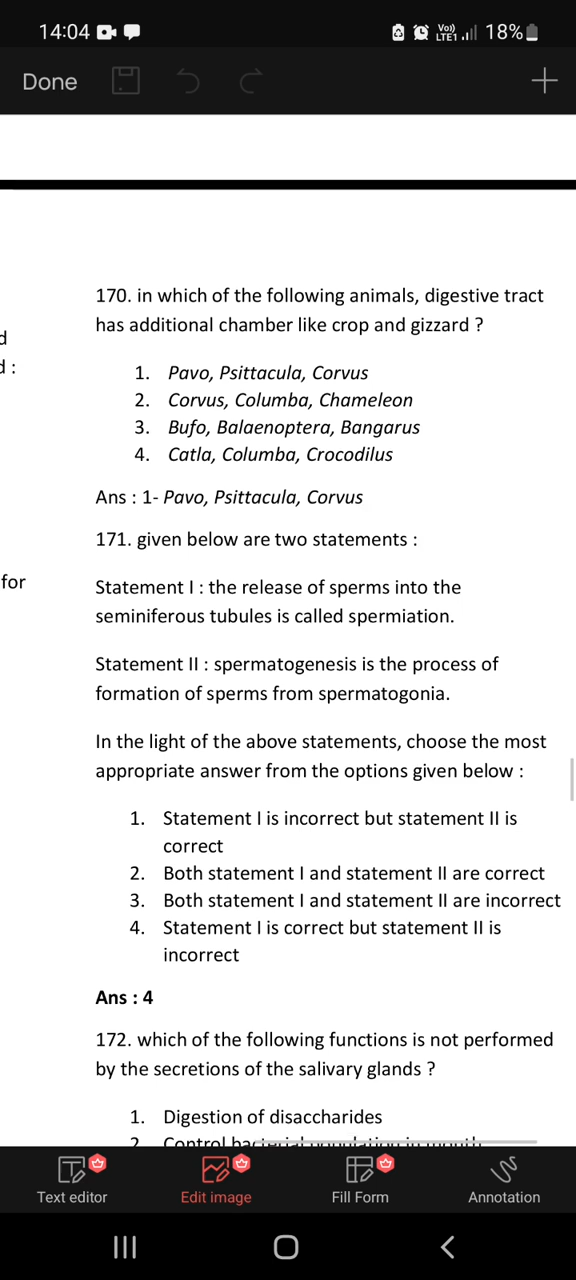 14:04
Vo)) LTE1 18%
Done
170. in which of the following animals, digestive tract
has additional chamber like crop and gizzard ?
d
d :
1. Pavo, Psittacula, Corvus
2. Corvus, Columba, Chameleon
3. Bufo, Balaenoptera, Bangarus
4. Catla, Columba, Crocodilus
Ans : 1- Pavo, Psittacula, Corvus
171. given below are two statements :
for
Statement I : the release of sperms into the
seminiferous tubules is called spermiation.
Statement II : spermatogenesis is the process of
formation of sperms from spermatogonia.
In the light of the above statements, choose the most
appropriate answer from the options given below :
1. Statement I is incorrect but statement II is
correct
2. Both statement I and statement II are correct
3. Both statement I and statement II are incorrect
4. Statement I is correct but statement II is
incorrect
Ans : 4
172. which of the following functions is not performed
by the secretions of the salivary glands ?
1. Digestion of disaccharides
2. Control bacterial population in mouth
Text editor
Edit image
Fill Form
Annotation